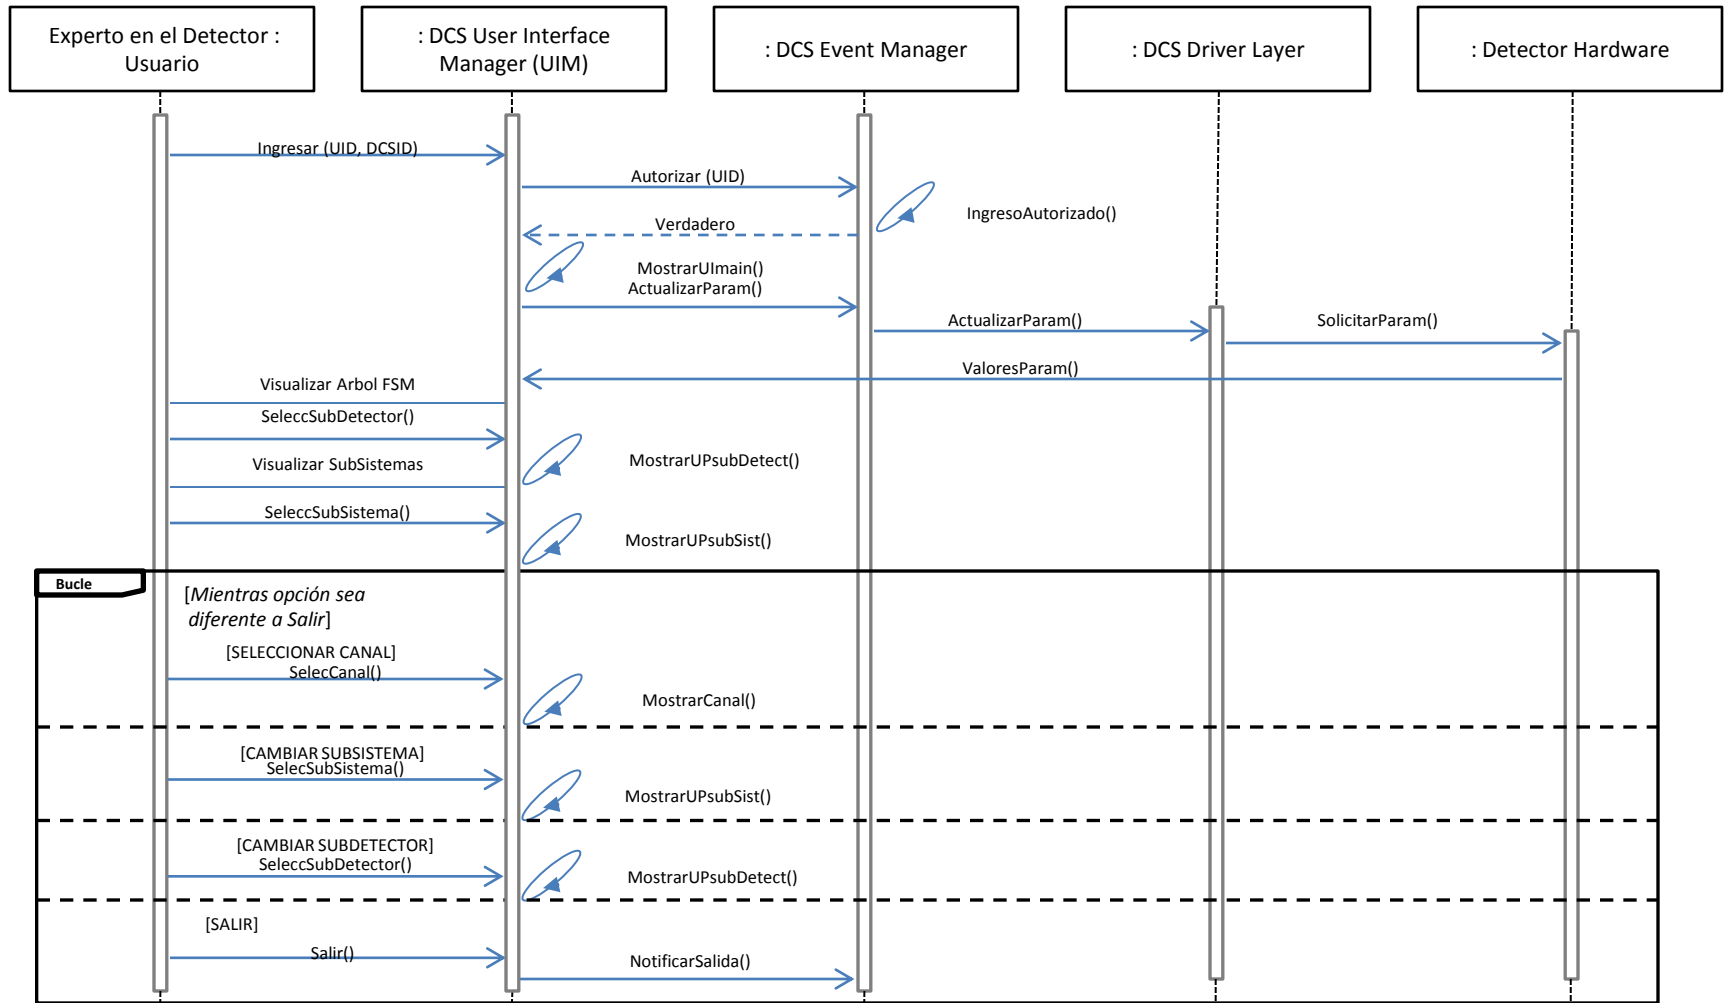 Experto en el Detector :
Usuario
: DCS User Interface
Manager (UIM)
: DCS Event Manager
: DCS Driver Layer
: Detector Hardware
Ingresar (UID, DCSID)
Autorizar (UID)
IngresoAutorizado()
Verdadero
MostrarUImain()
ActualizarParam()
ActualizarParam()
SolicitarParam()
ValoresParam()
Visualizar Arbol FSM
SeleccSubDetector()
MostrarUPsubDetect()
Visualizar SubSistemas
SeleccSubSistema()
MostrarUPsubSist()
Bucle
[Mientras opción sea
diferente a Salir]
[SELECCIONAR CANAL]
SelecCanal()
MostrarCanal()
[CAMBIAR SUBSISTEMA]
SelecSubSistema()
MostrarUPsubSist()
[CAMBIAR SUBDETECTOR]
SeleccSubDetector()
MostrarUPsubDetect()
[SALIR]
Salir()
NotificarSalida()